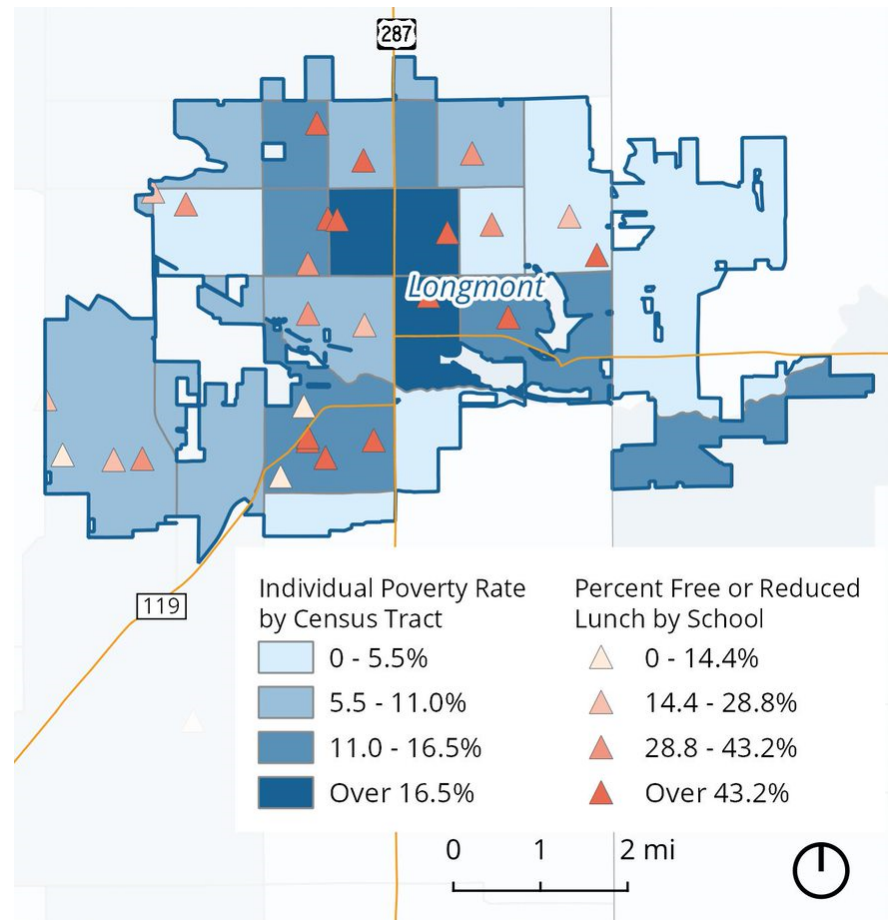 287
Longmont
119
Individual Poverty Rate
by Census Tract
0 - 5.5%
5.5 - 11.0%
11.0 - 16.5%
Over 16.5%
Percent Free or Reduced
Lunch by School
0 - 14.4%
14.4 - 28.8%
28.8 - 43.2%
Over 43.2%
0 1 2 mi